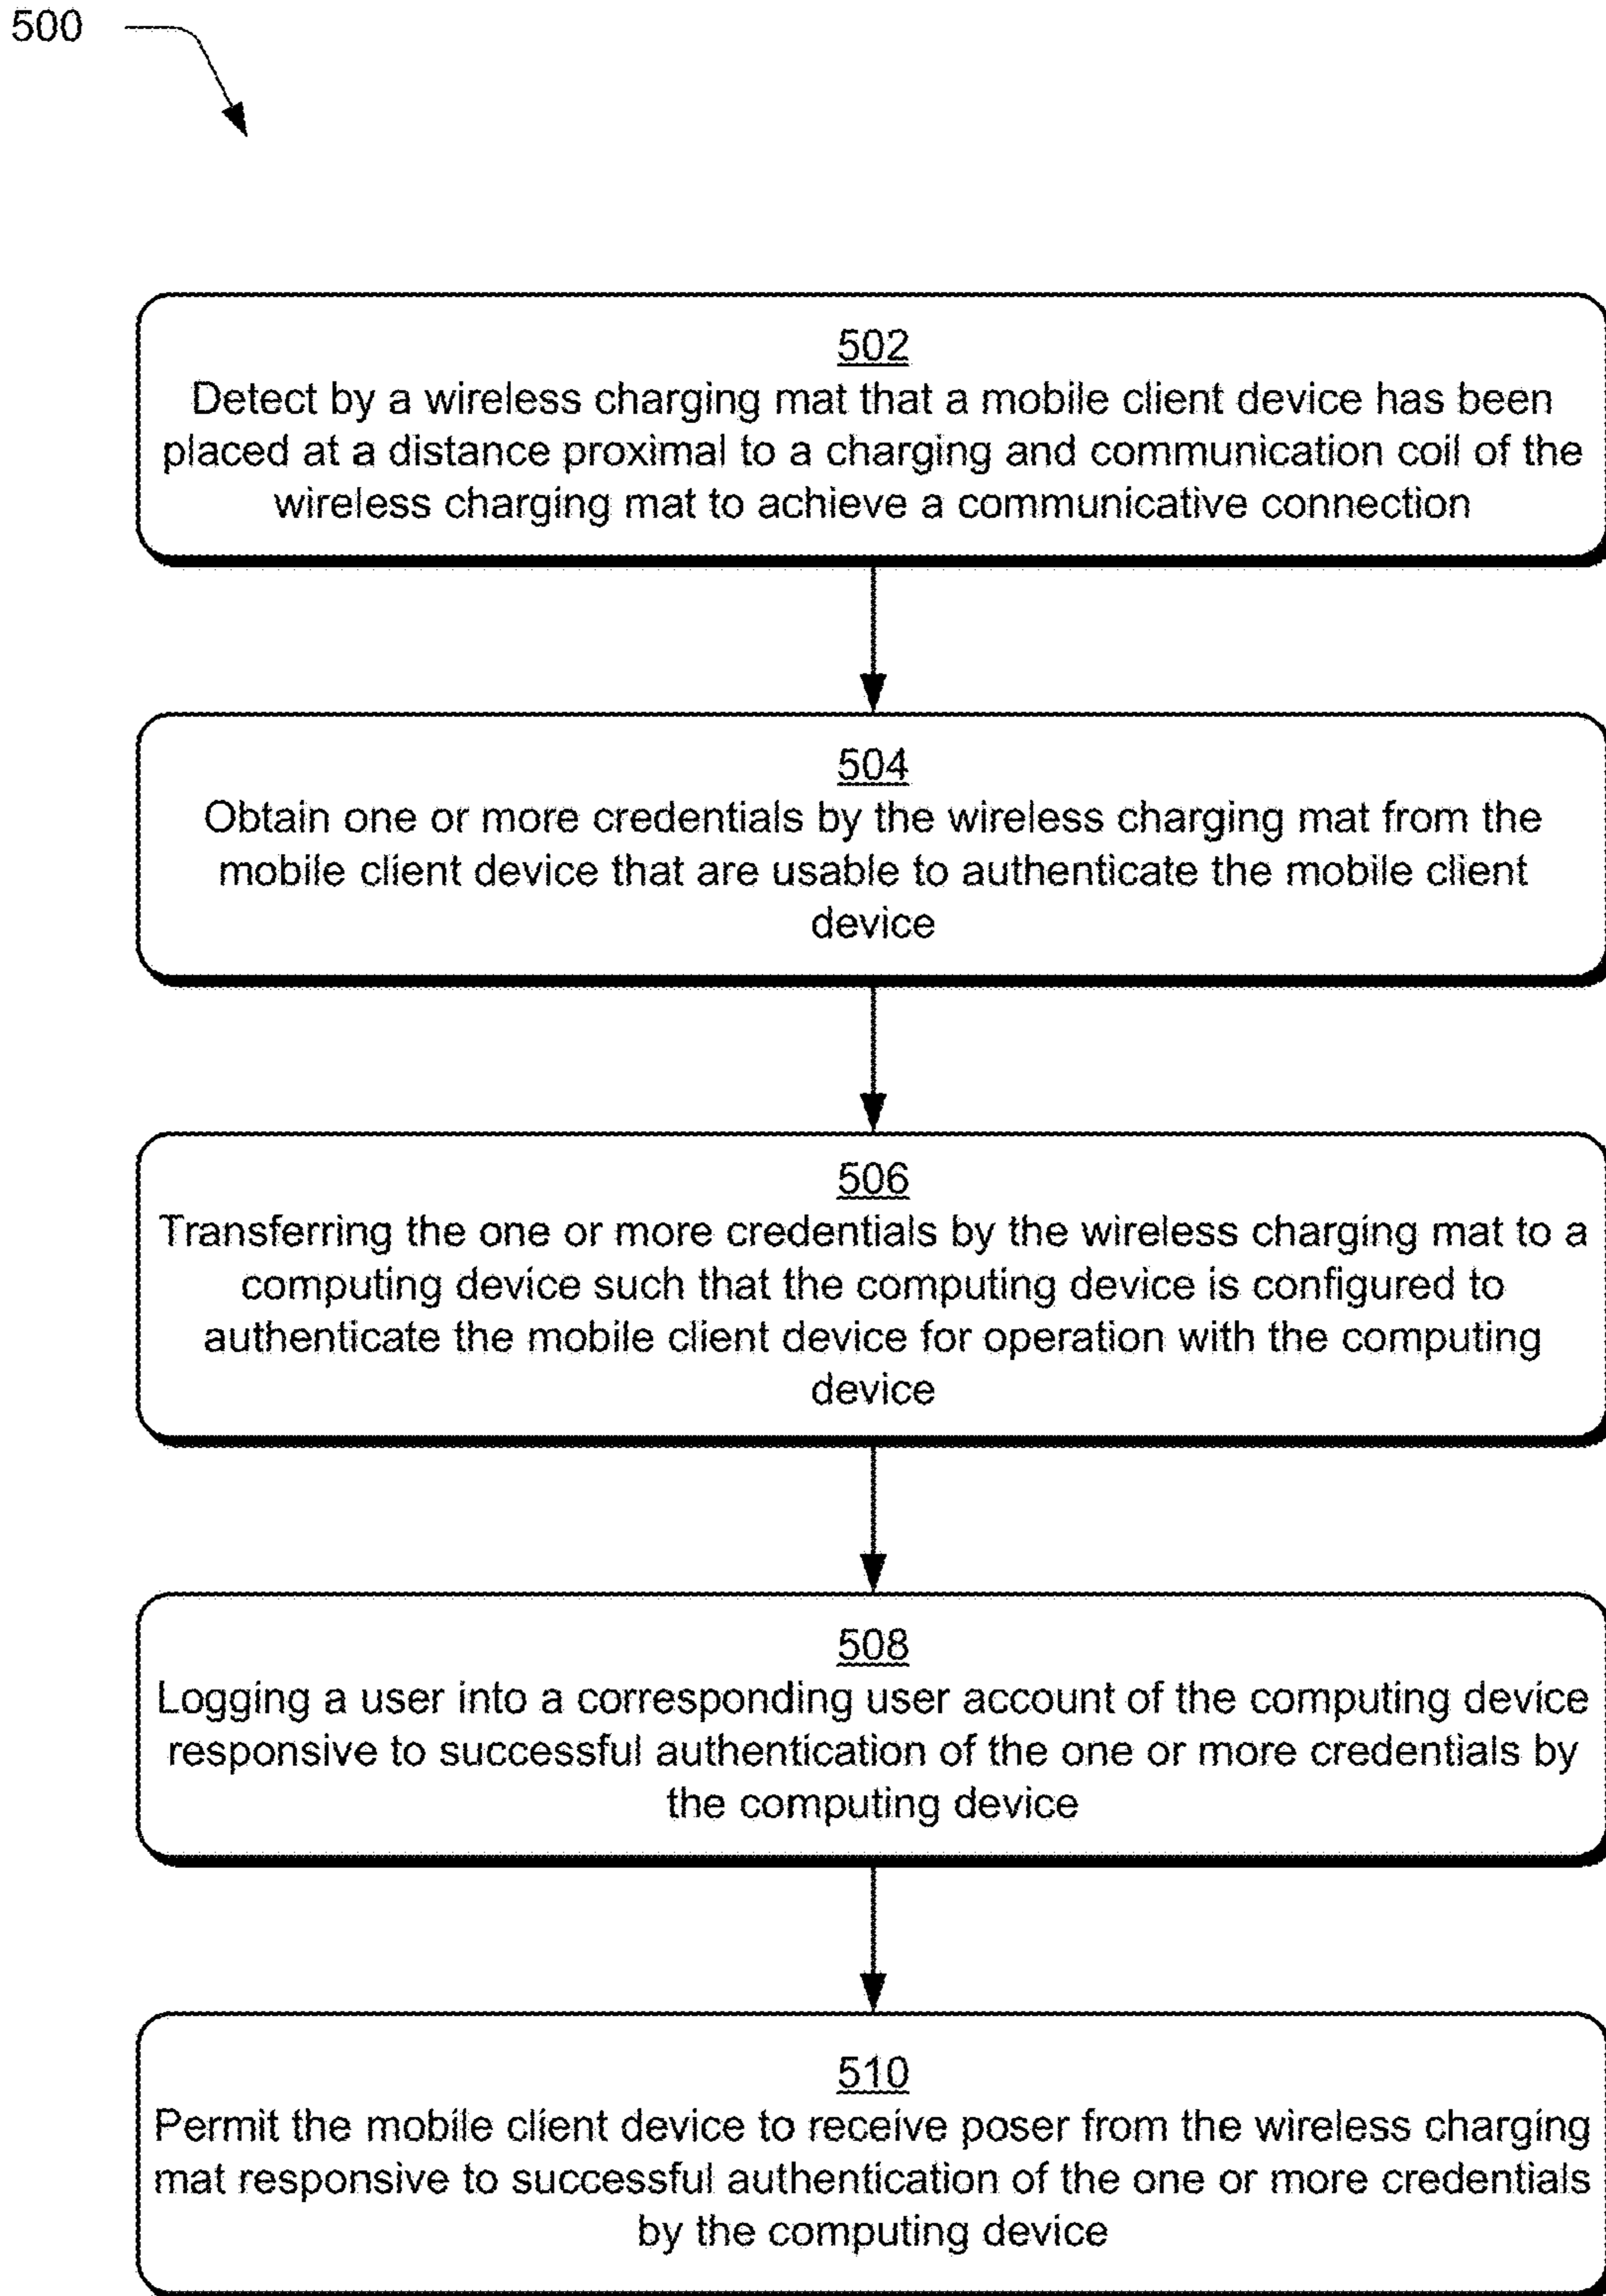 500
502
Detect by a wireless charging mat that a mobile client device has been
placed at a distance proximal to a charging and communication coil of the
wireless charging mat to achieve a communicative connection
504
Obtain one or more credentials by the wireless charging mat from the
mobile client device that are usable to authenticate the mobile client
device
506
Transferring the one or more credentials by the wireless charging mat to a
computing device such that the computing device is configured to
authenticate the mobile client device for operation with the computing
device
508
Logging a user into a corresponding user account of the computing device
responsive to successful authentication of the one or more credentials by
the computing device
510
Permit the mobile client device to receive poser from the wireless charging
mat responsive to successful authentication of the one or more credentials
by the computing device